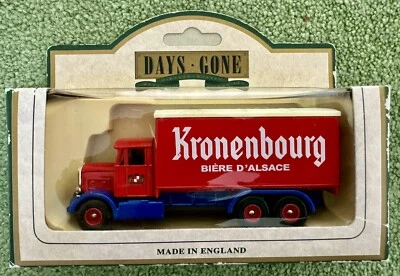 DAYS · GONE
Kronenbourg
BIÈRE D'ALSACE
MADE IN ENGLAND